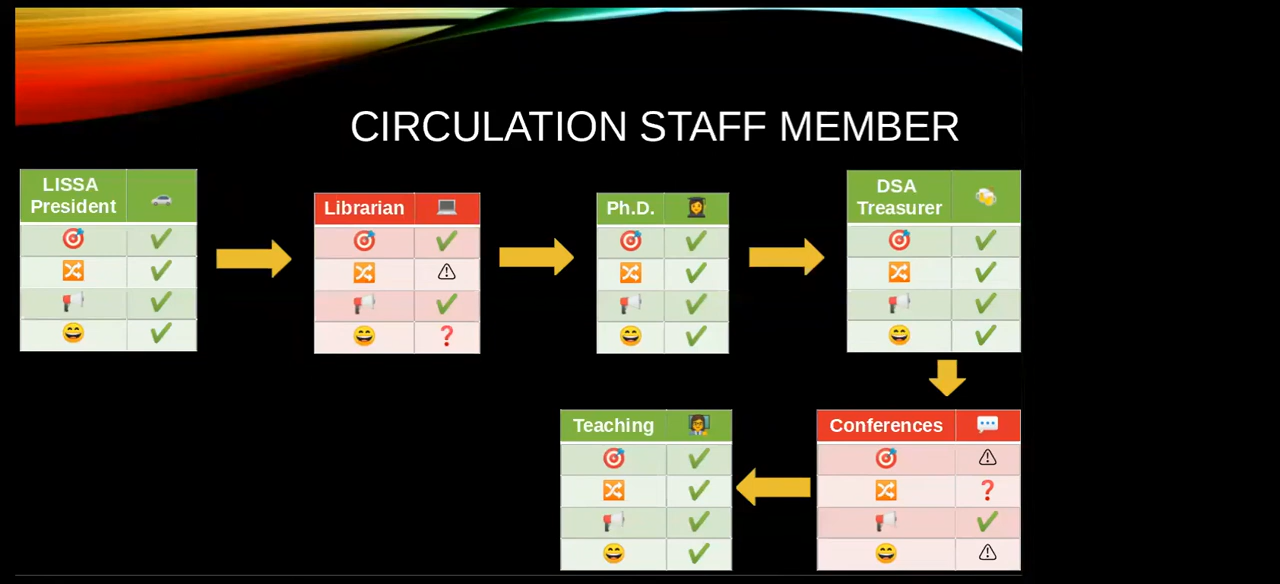 CIRCULATION STAFF MEMBER
LISSA
President
Librarian
Ph.D.
DSA
Treasurer
Teaching
Conferences